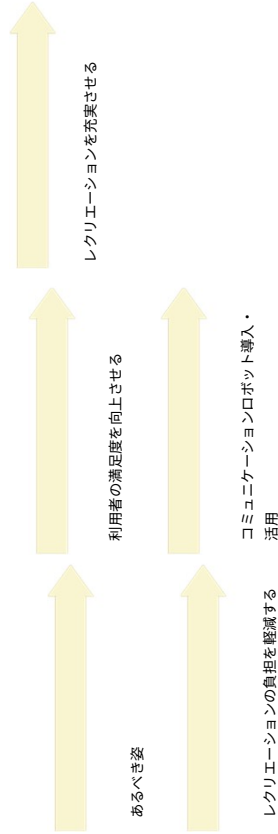 レクリエーションを充実させる
利用者の満足度を向上させる
コミュニケーションロボット導入・
活用
あるべき姿
レクリエーションの負担を軽減する